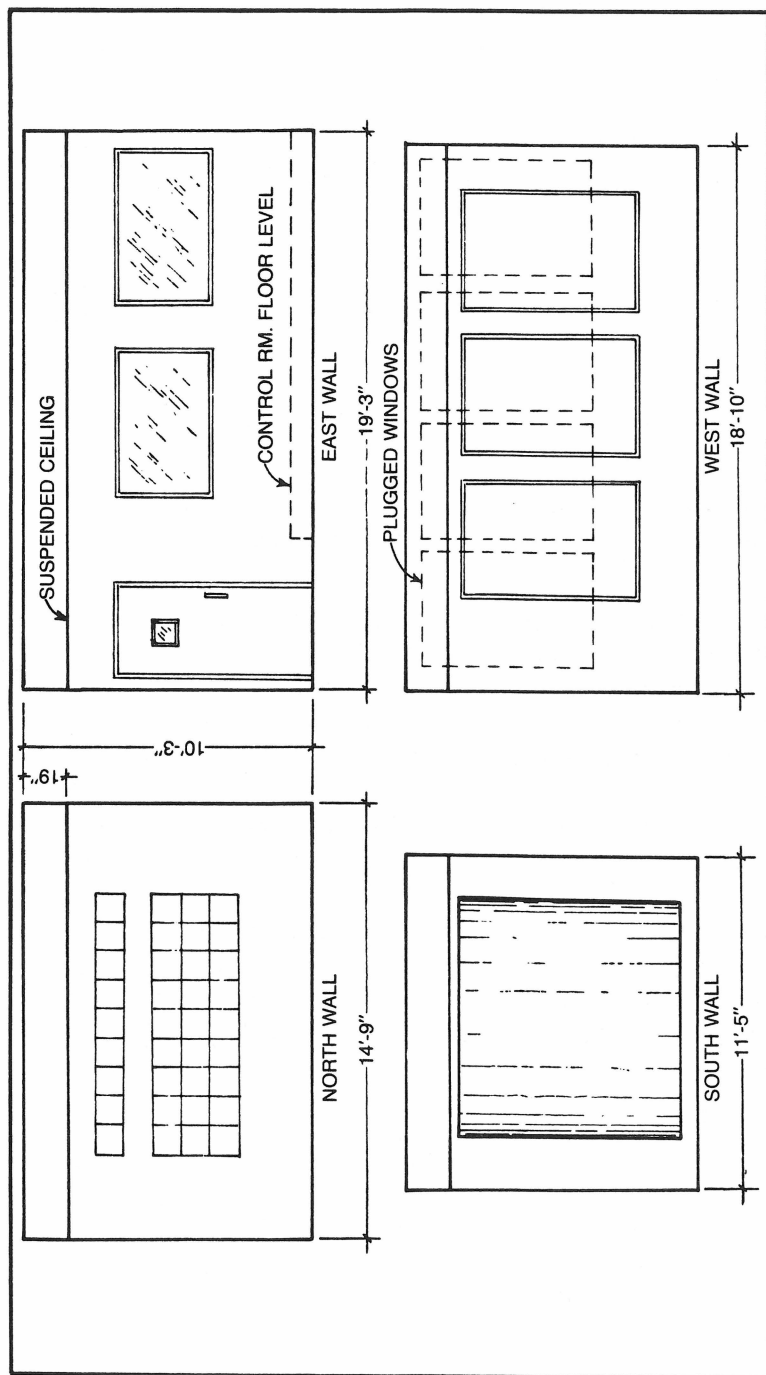 SUSPENDED CEILING
19"
10'-3"
CONTROL RM. FLOOR LEVEL
NORTH WALL
14'-9"
EAST WALL
19'-3"
PLUGGED WINDOWS
SOUTH WALL
11'-5"
WEST WALL
18'-10"